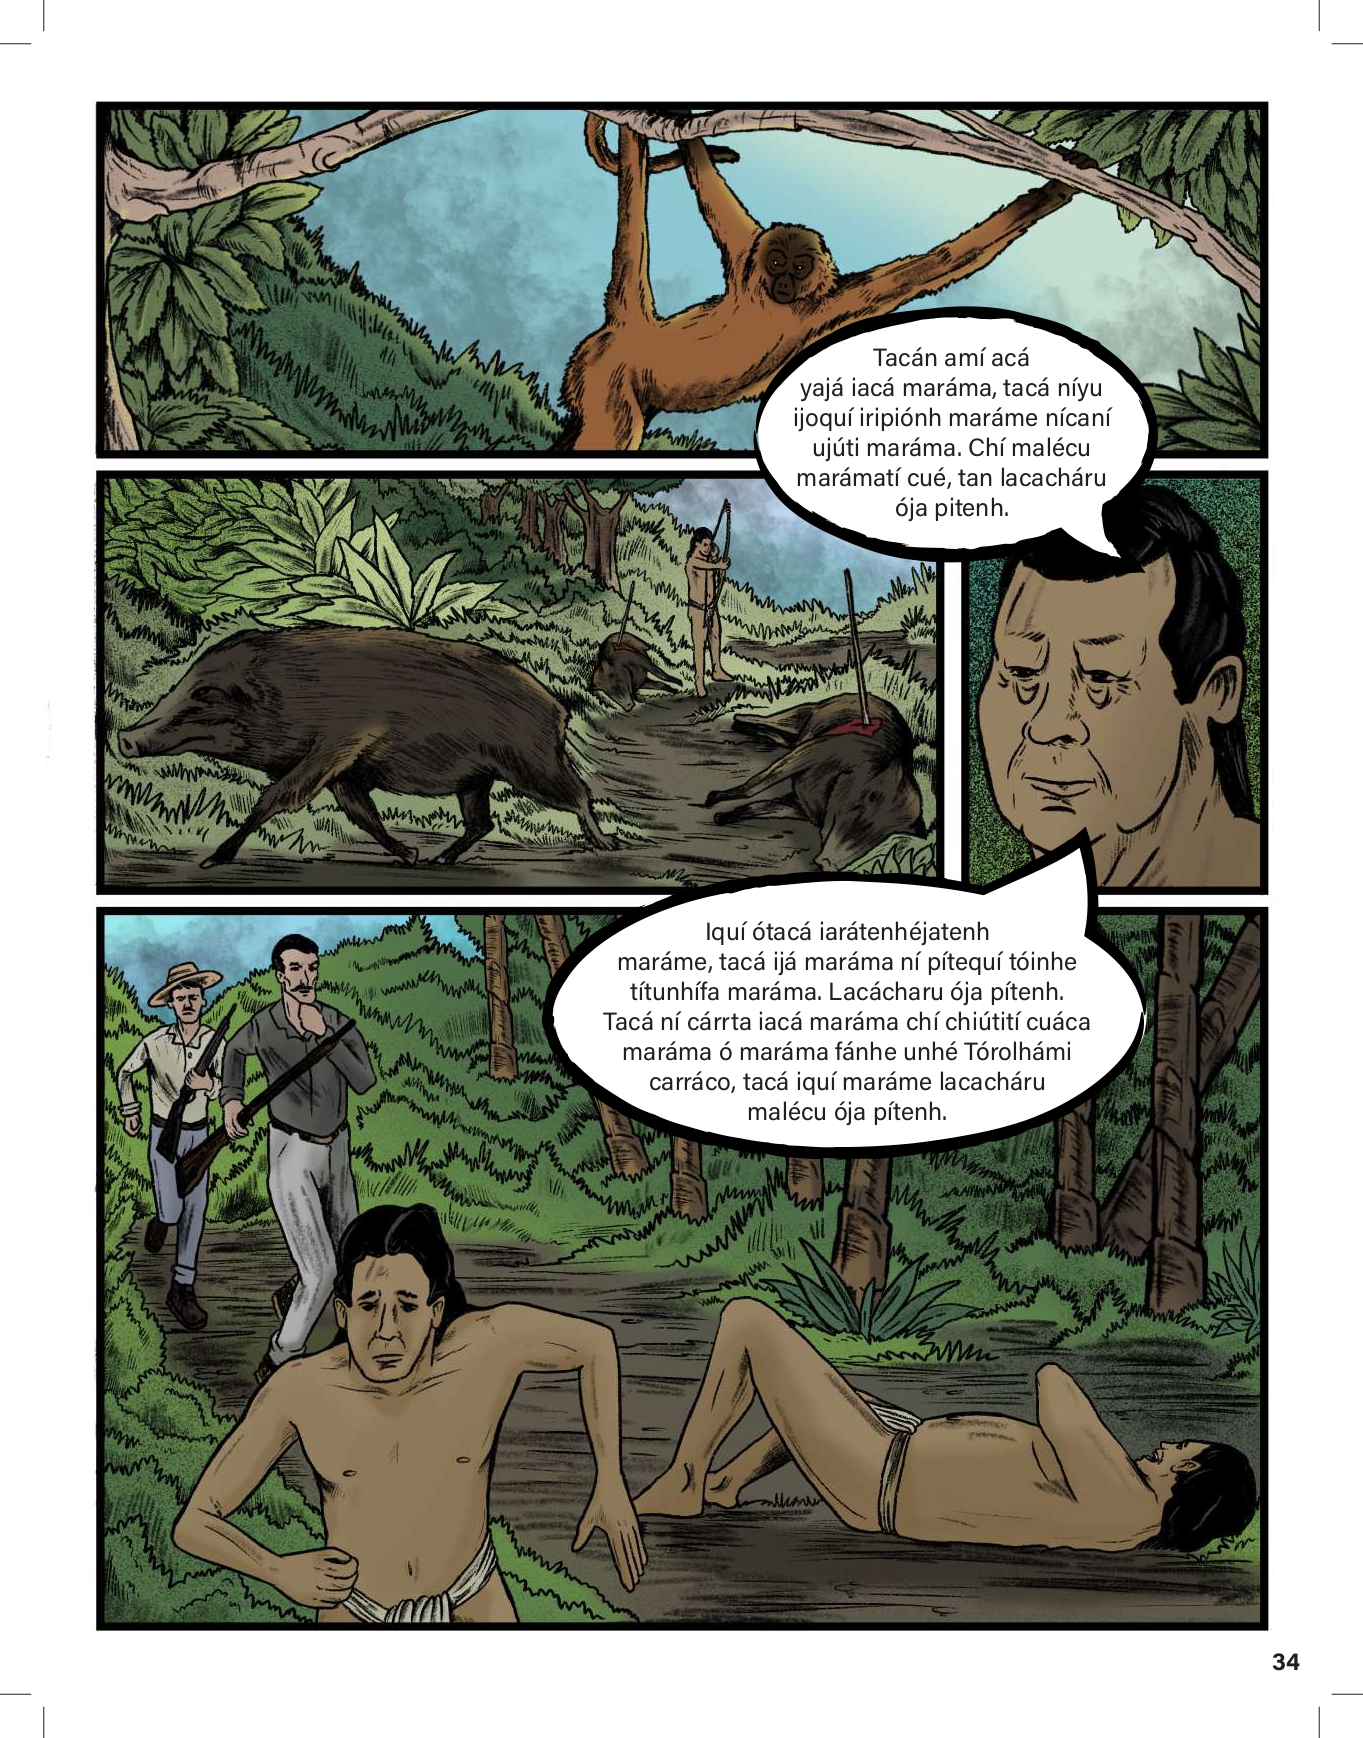 Tacán amí acá
yajá iacá maráma, tacá níyu
ijoquí iripiónh maráme nícaní
ujúti maráma. Chí malécu
marámatí cué, tan lacacháru
ója pitenh.
Iquí ótacá iarátenhéjatenh
maráme, tacá ijá maráma ní pítequí tóinhe
títunhífa maráma. Lacácharu ója pítenh.
Tacá ní cárrta iacá maráma chí chiútití cuáca
maráma ó maráma fánhe unhé Tórolhámi
carráco, tacá iquí maráme lacacháru
malécu ója pítenh.
34